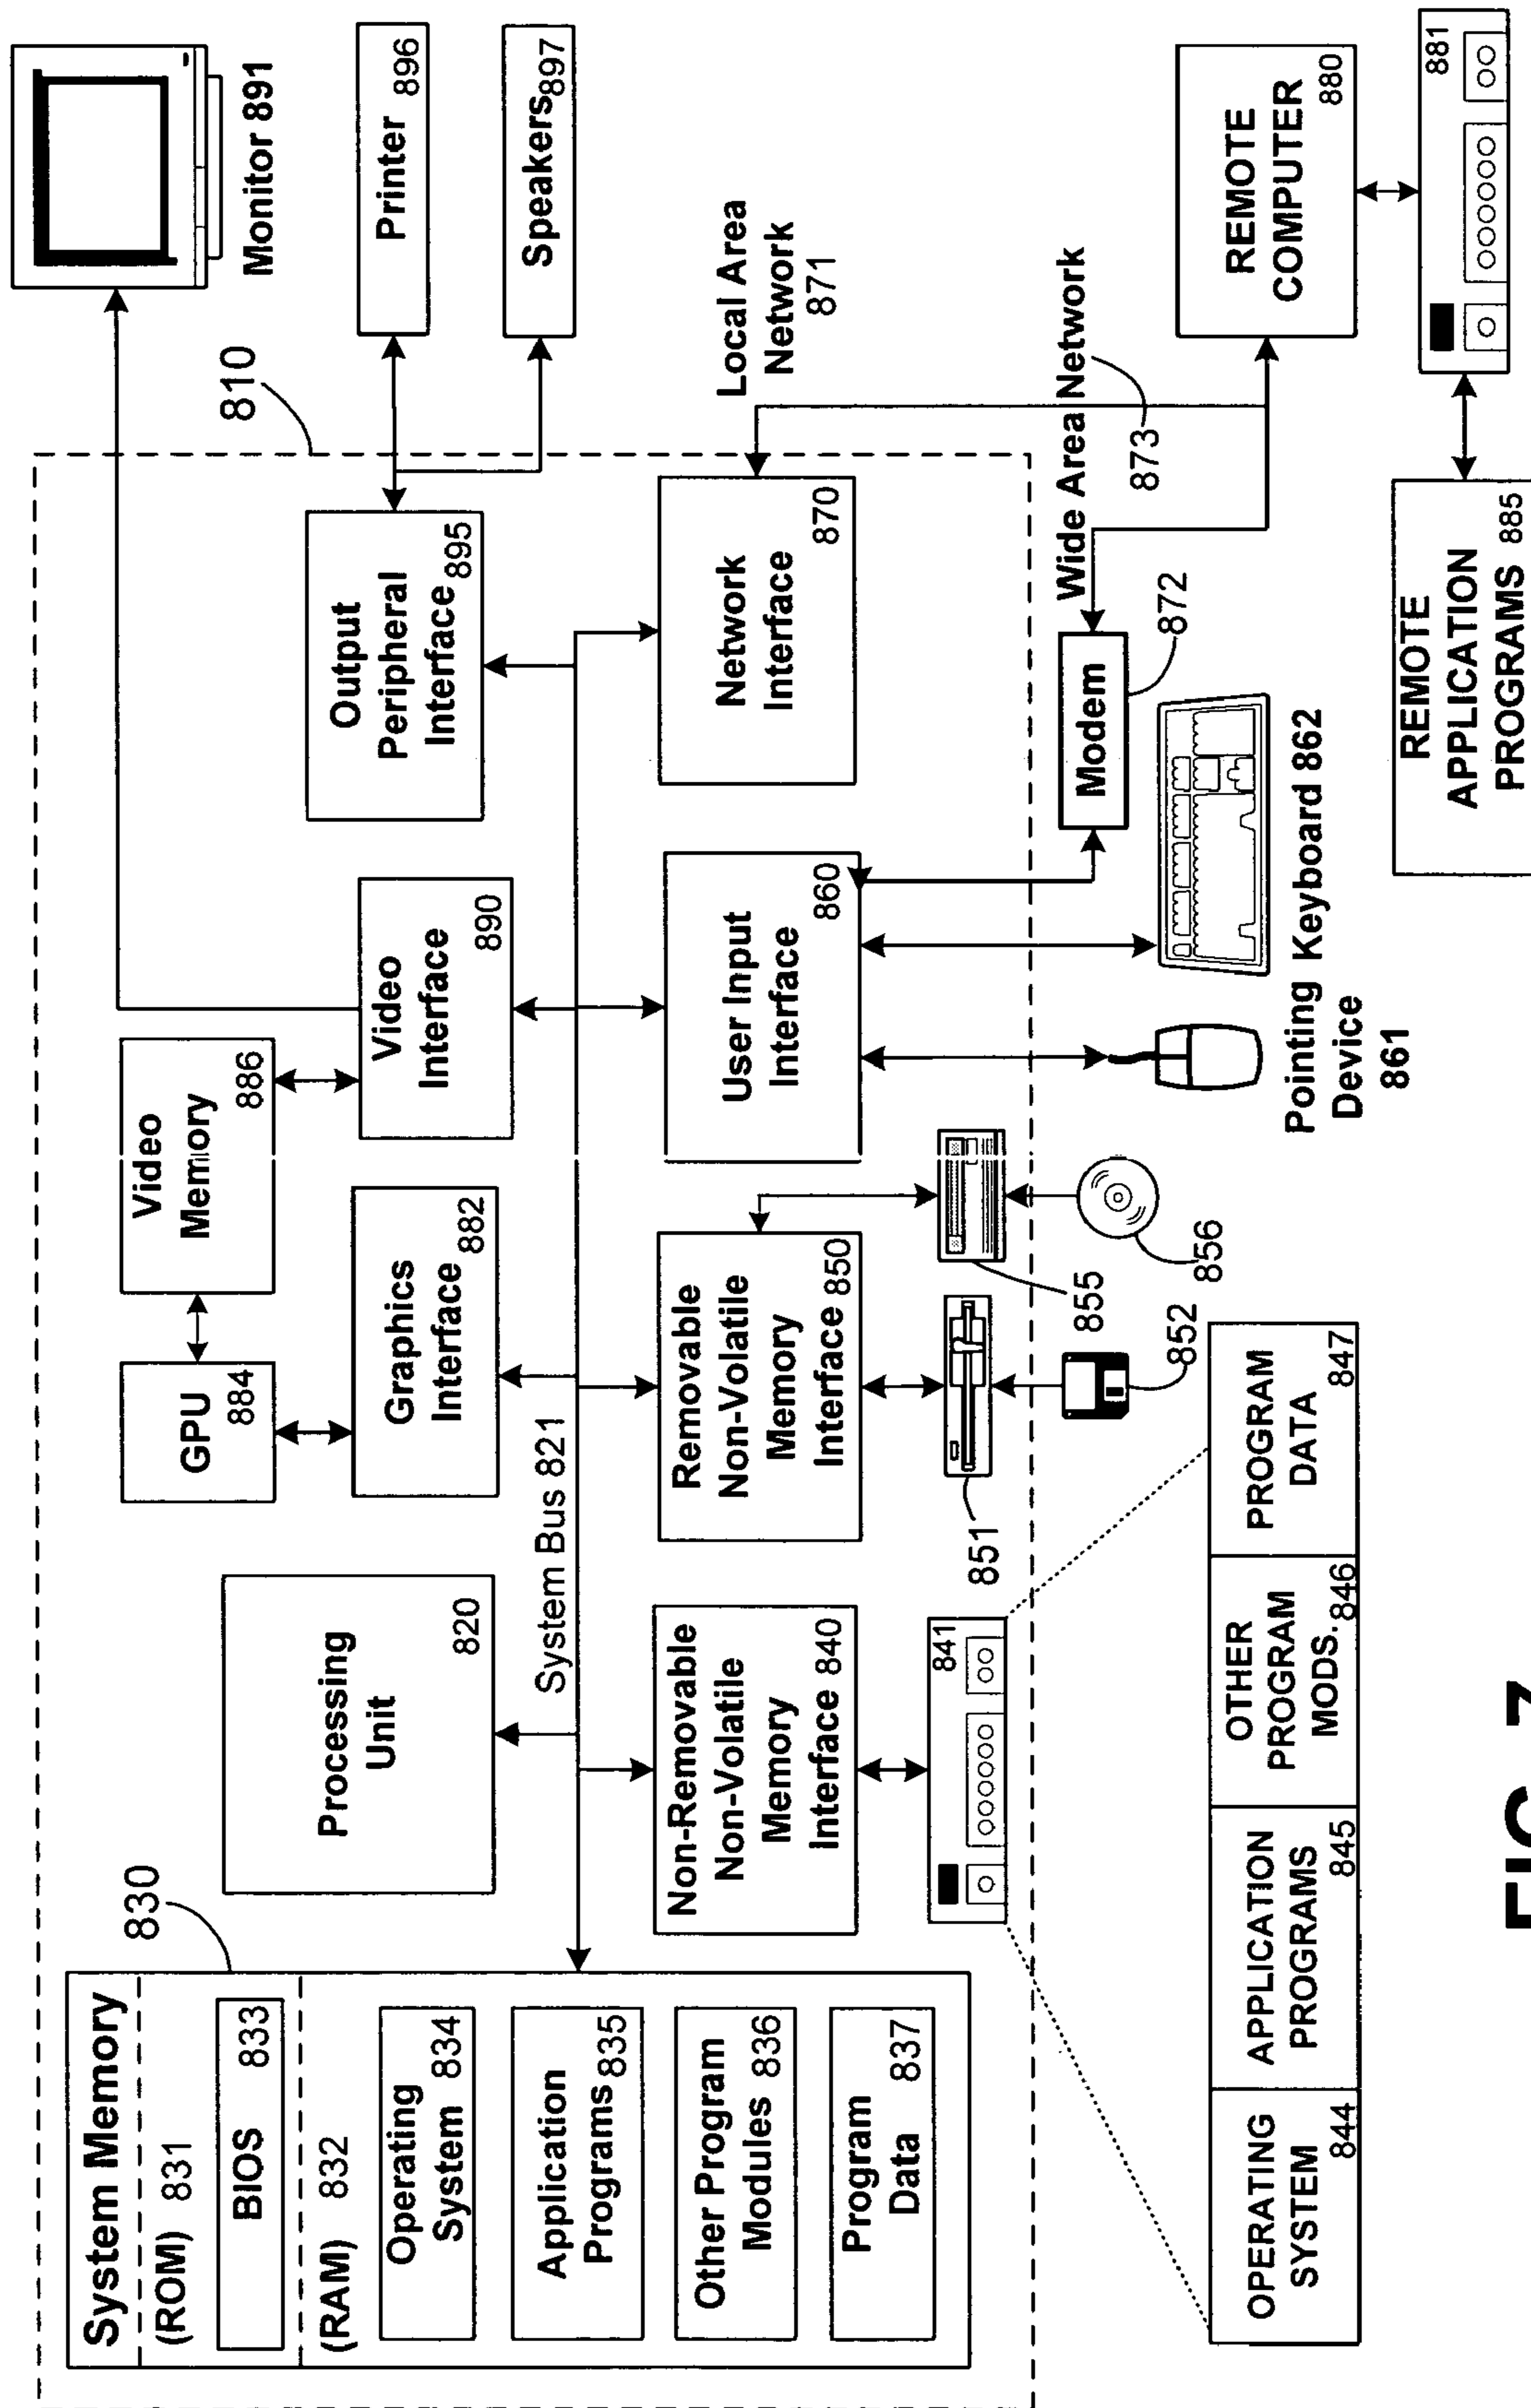 System Memory
(ROM) 831
BIOS 833
(RAM) 832
Operating
System 834
Application
Programs 835
Other Program
Modules 836
Program
Data 837
830
Processing
Unit
820
GPU
884
Video
Memory
886
Graphics
Interface 882
Video
Interface
890
Output
Peripheral
Interface 895
810
Monitor 891
Printer
896
Speakers 897
System Bus 821
Non-Removable
Non-Volatile
Memory
Interface 840
Removable
Non-Volatile
Memory
Interface 850
User Input
Interface
860
Network
Interface
870
Local Area
Network
871
841
851
852
855
856
Modem
872
Wide Area Network
873
Pointing
Device
861
Keyboard 862
REMOTE
COMPUTER
880
881
REMOTE
APPLICATION
PROGRAMS 885
OPERATING
SYSTEM
844
APPLICATION
PROGRAMS
845
OTHER
PROGRAM
MODS. 846
PROGRAM
DATA
847